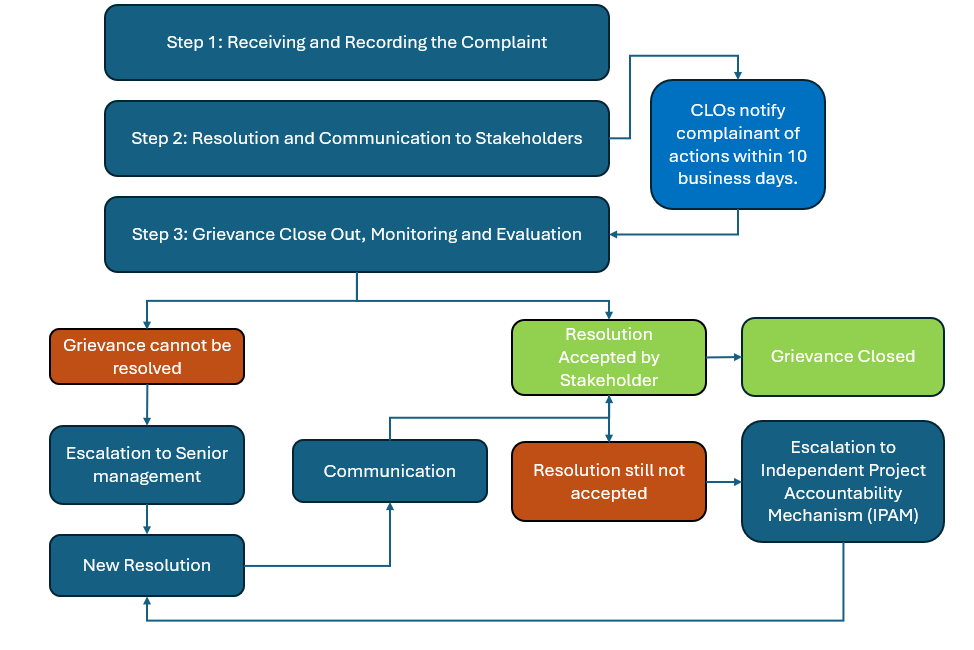 Step 1: Receiving and Recording the Complaint
Step 2: Resolution and Communication to Stakeholders
CLOs notify
complainant of
actions within 10
business days.
Step 3: Grievance Close Out, Monitoring and Evaluation
Grievance cannot be
resolved
Resolution
Accepted by
Stakeholder
Grievance Closed
Escalation to Senior
management
Communication
Resolution still not
accepted
Escalation to
Independent Project
Accountability
Mechanism (IPAM)
New Resolution